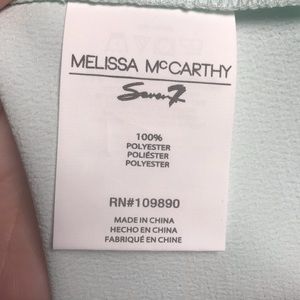 MELISSA McCARTHY
Seven7
100%
POLYESTER
POLIÉSTER
POLYESTER
RN#109890
MADE IN CHINA
HECHO EN CHINA
FABRIQUÉ EN CHINE